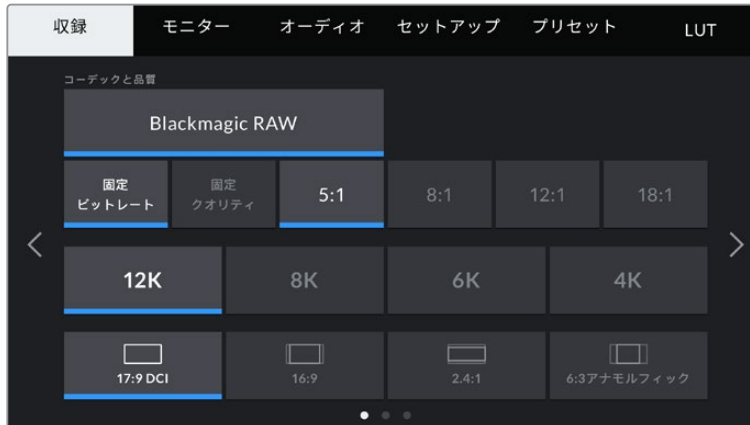 収録 モニター オーディオ セットアップ プリセット LUT
コーデックと品質
Blackmagic RAW
固定
ビットレート
固定
クオリティ
5:1 8:1 12:1 18:1
12K 8K 6K 4K
17:9 DCI 16:9 2.4:1 6:3アナモルフィック